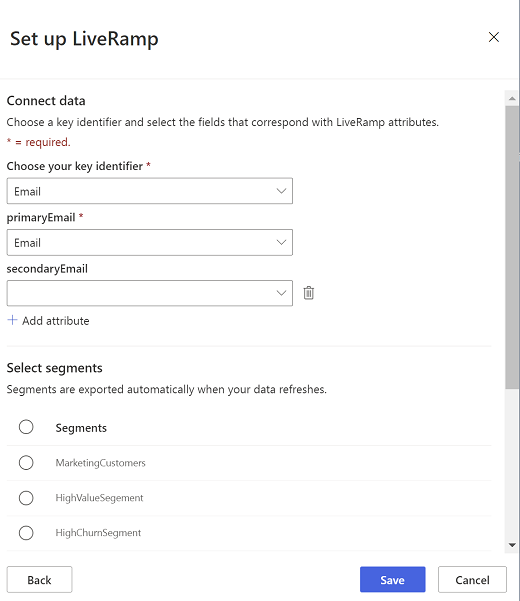 Set up LiveRamp
Connect data
Choose a key identifier and select the fields that correspond with LiveRamp attributes.
* = required.
Choose your key identifier *
Email
primaryEmail *
Email
secondaryEmail
+ Add attribute
Select segments
Segments are exported automatically when your data refreshes.
Segments
MarketingCustomers
HighValueSegement
HighChurnSegment
Back Save Cancel